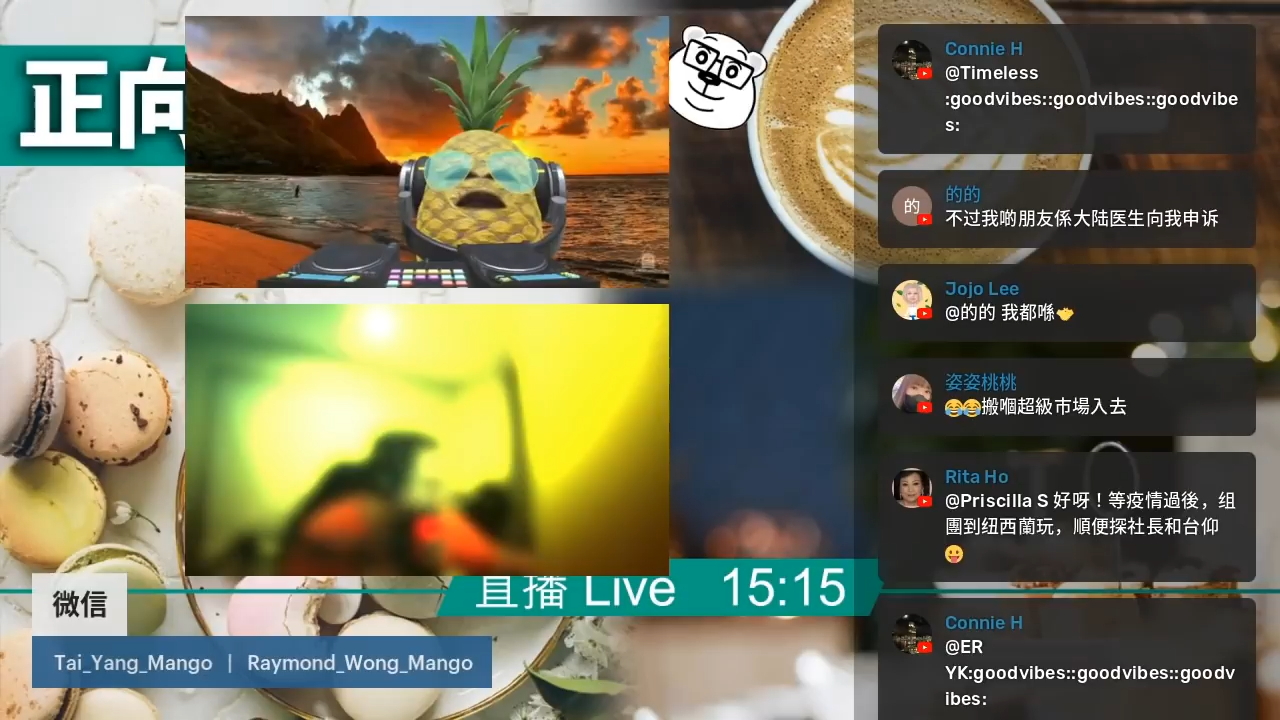 正向
Connie H
@Timeless
:goodvibes::goodvibes::goodvibe
s:
的
的的
不过我啲朋友係大陆医生向我申诉
Jojo Lee
@的的 我都喺
姿姿桃桃
😂😂搬嗰超級市場入去
Rita Ho
@Priscilla S 好呀！等疫情過後，组
團到纽西蘭玩，順便探社長和台仰
😛
Connie H
@ER
YK:goodvibes::goodvibes::goodv
ibes:
直播 Live 15:15
微信
Tai_Yang_Mango | Raymond_Wong_Mango